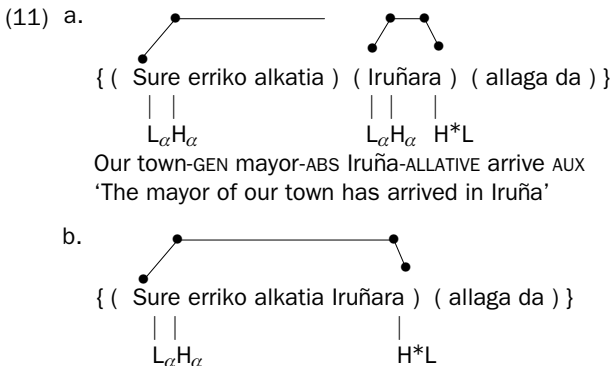 (11) a.
{ ( Sure erriko alkatia ) ( Iruñara ) ( allaga da ) }
LαHα LαHα H*L
Our town-GEN mayor-ABS Iruña-ALLATIVE arrive AUX
‘The mayor of our town has arrived in Iruña’
b.
{ ( Sure erriko alkatia Iruñara ) ( allaga da ) }
LαHα H*L